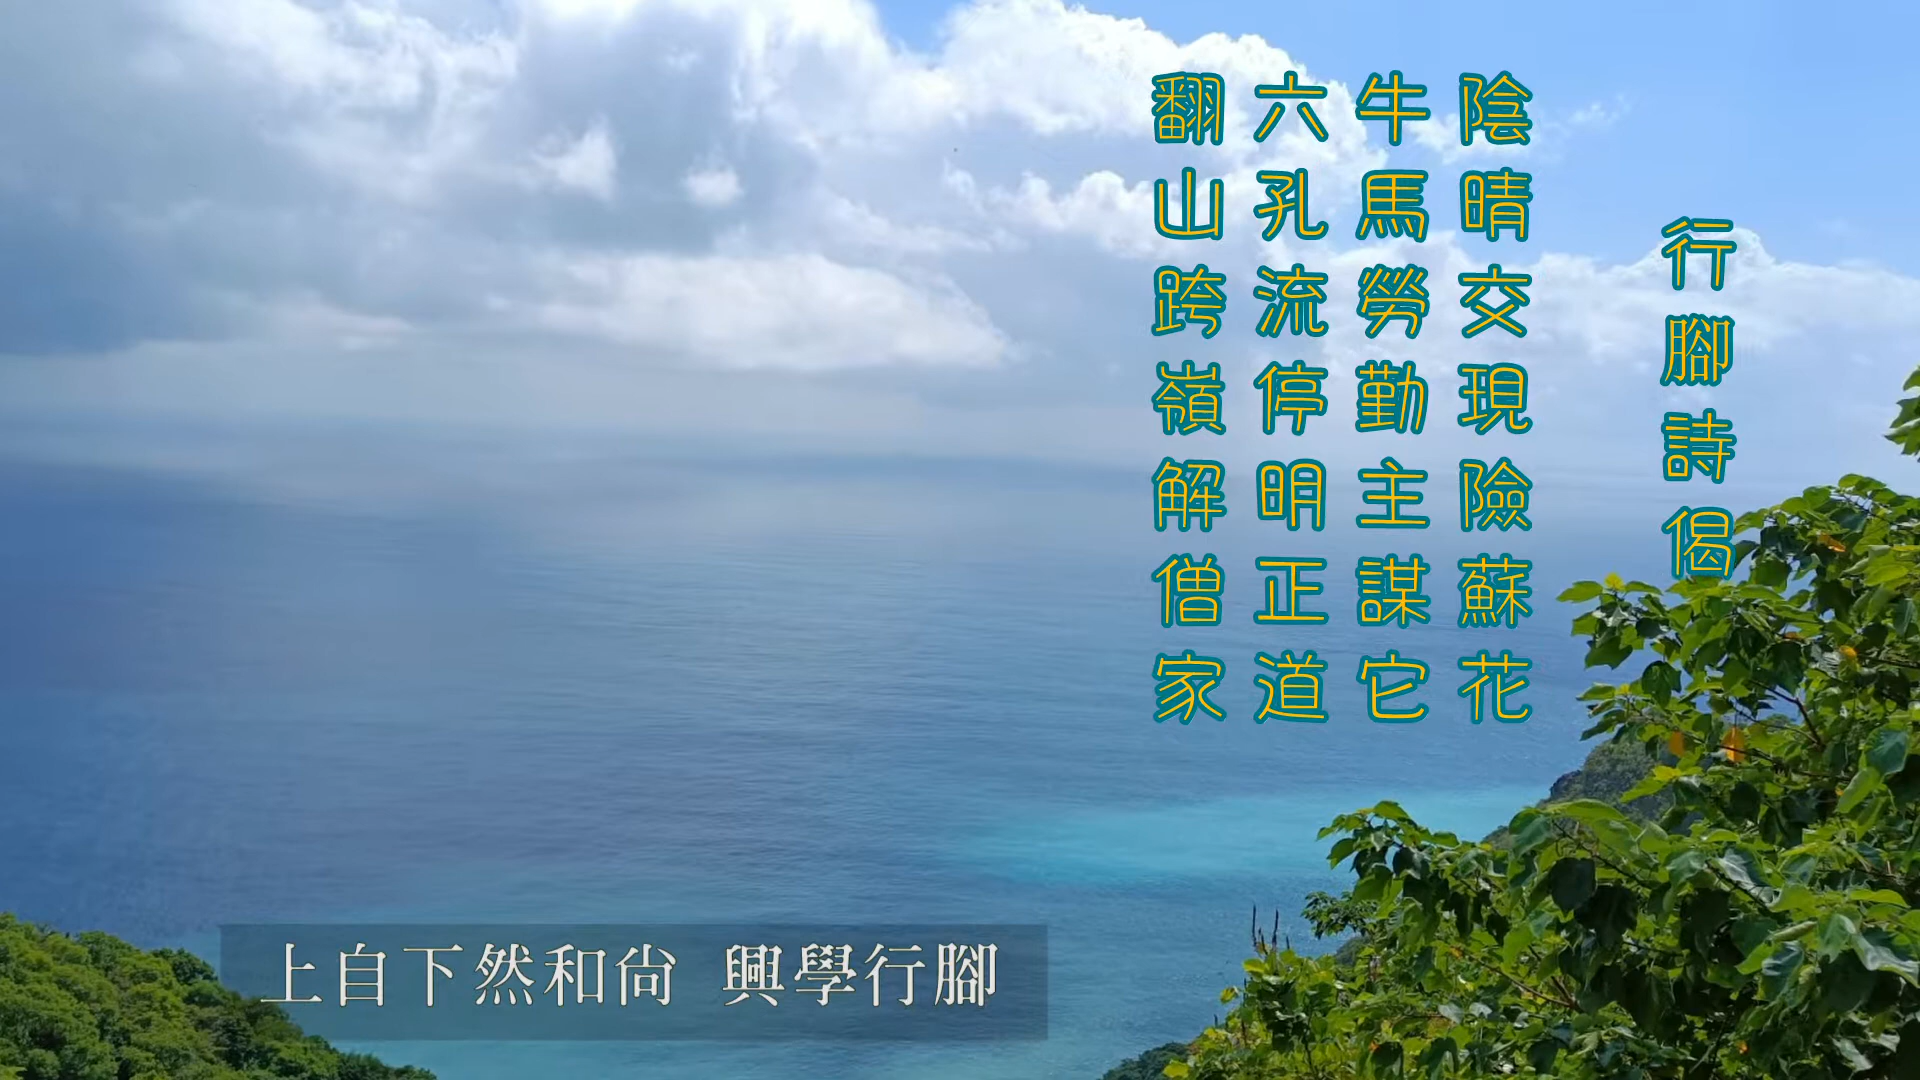 行腳詩偈
陰晴交現險蘇花
牛馬勞勤主謀它
六孔流停明正道
翻山跨嶺解僧家
上自下然和尙 興學行腳